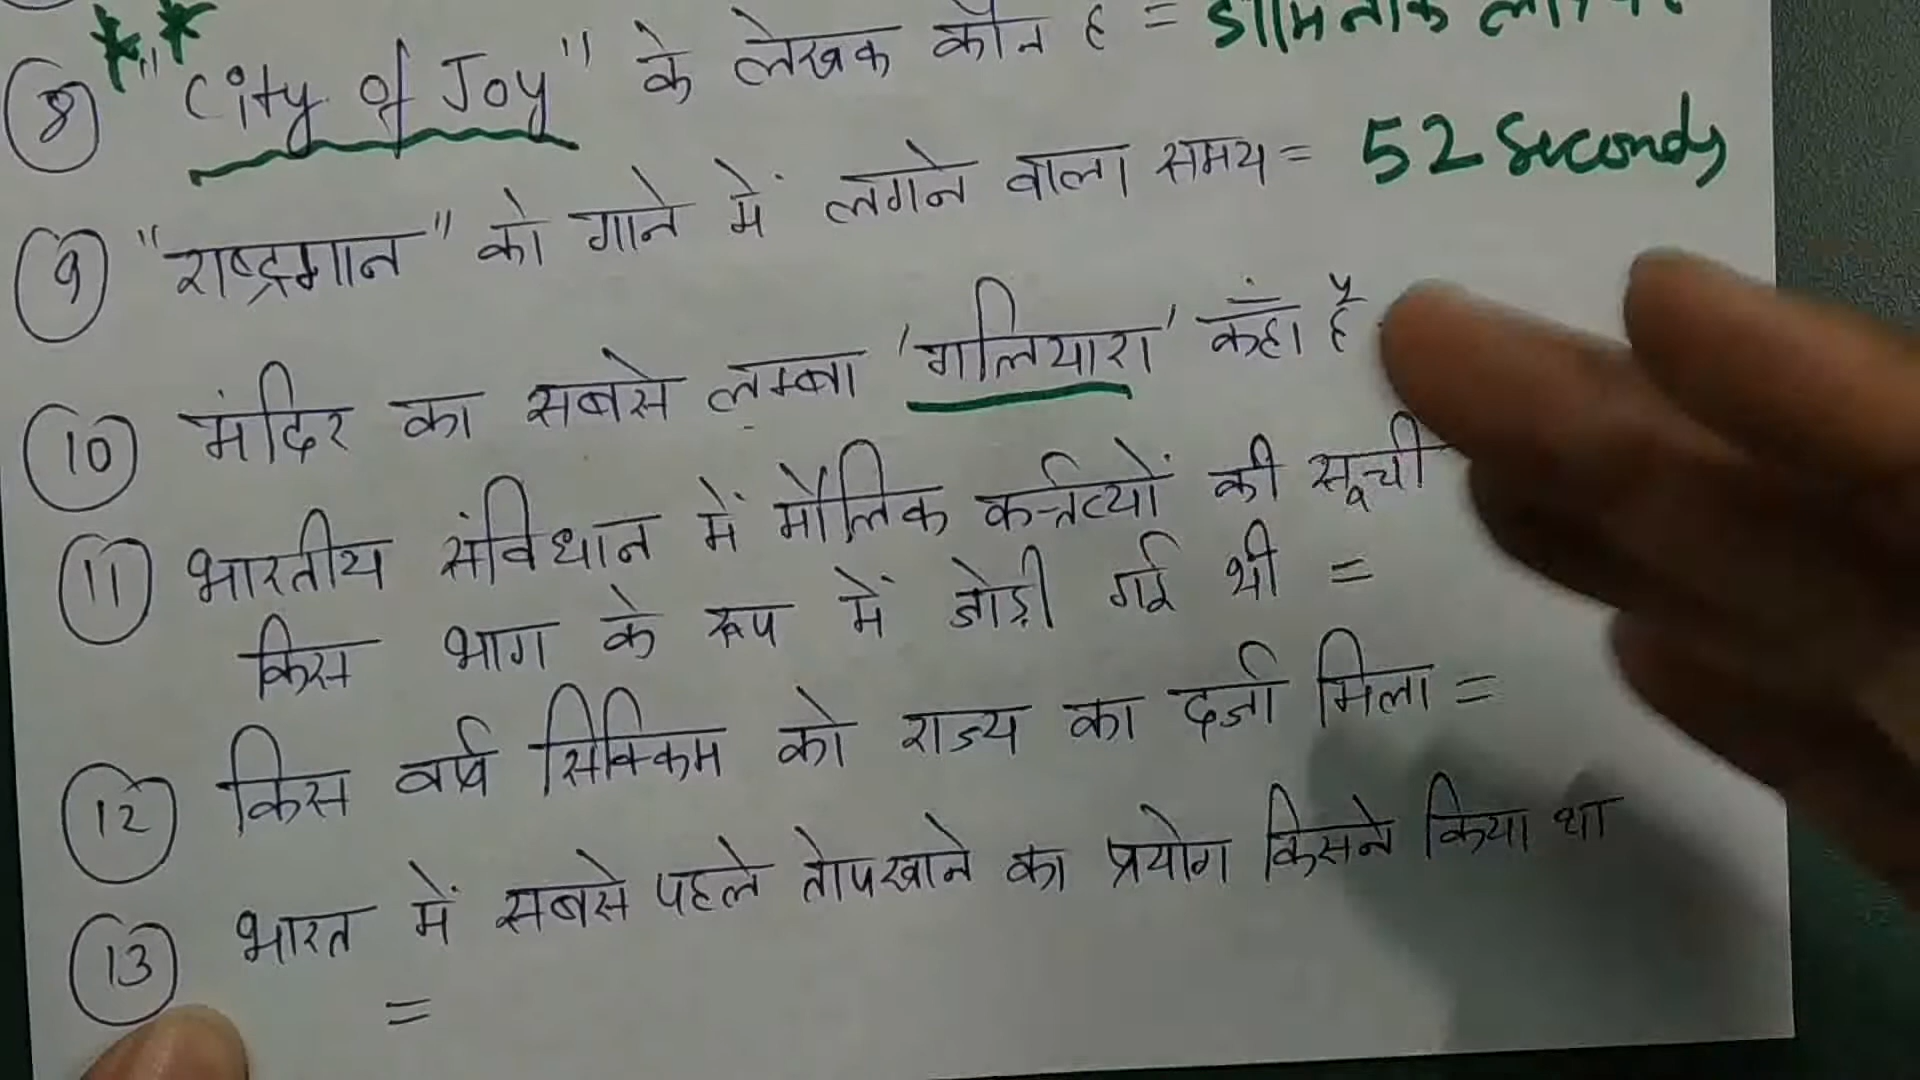 (8) ** "City of Joy" के लेखक कौन है = डोमिनीक
(9) "राष्ट्रगान" को गाने में लगने वाला समय = 52 Seconds
(10) मंदिर का सबसे लम्बा 'गलियारा' कहां है
(11) भारतीय संविधान में मौलिक कर्त्तव्यों की सूची
किस भाग के रूप में जोड़ी गई थी =
(12) किस वर्ष सिक्किम को राज्य का दर्जा मिला =
(13) भारत में सबसे पहले तोपखाने का प्रयोग किसने किया था
=